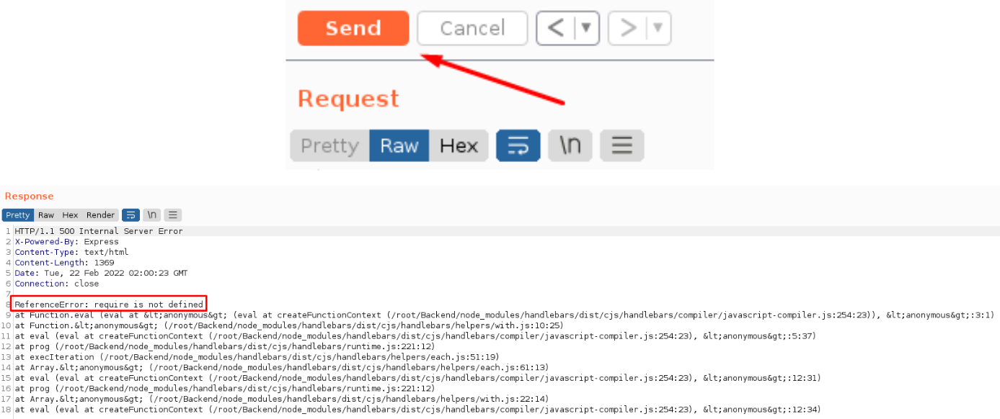 Send Cancel < ▼ > ▼
Request
Pretty Raw Hex \n
Response
Pretty Raw Hex Render \n
1 HTTP/1.1 500 Internal Server Error
2 X-Powered-By: Express
3 Content-Type: text/html
4 Content-Length: 1369
5 Date: Tue, 22 Feb 2022 02:00:23 GMT
6 Connection: close
7
8 ReferenceError: require is not defined
9 at Function.eval (eval at &lt;anonymous&gt; (eval at createFunctionContext (/root/Backend/node_modules/handlebars/dist/cjs/handlebars/compiler/javascript-compiler.js:254:23)), &lt;anonymous&gt;:3:1)
10 at Function.&lt;anonymous&gt; (/root/Backend/node_modules/handlebars/dist/cjs/handlebars/helpers/with.js:10:25)
11 at eval (eval at createFunctionContext (/root/Backend/node_modules/handlebars/dist/cjs/handlebars/compiler/javascript-compiler.js:254:23), &lt;anonymous&gt;:5:37)
12 at prog (/root/Backend/node_modules/handlebars/dist/cjs/handlebars/runtime.js:221:12)
13 at execIteration (/root/Backend/node_modules/handlebars/dist/cjs/handlebars/helpers/each.js:51:19)
14 at Array.&lt;anonymous&gt; (/root/Backend/node_modules/handlebars/dist/cjs/handlebars/helpers/each.js:61:13)
15 at eval (eval at createFunctionContext (/root/Backend/node_modules/handlebars/dist/cjs/handlebars/compiler/javascript-compiler.js:254:23), &lt;anonymous&gt;:12:31)
16 at prog (/root/Backend/node_modules/handlebars/dist/cjs/handlebars/runtime.js:221:12)
17 at Array.&lt;anonymous&gt; (/root/Backend/node_modules/handlebars/dist/cjs/handlebars/helpers/with.js:22:14)
18 at eval (eval at createFunctionContext (/root/Backend/node_modules/handlebars/dist/cjs/handlebars/compiler/javascript-compiler.js:254:23), &lt;anonymous&gt;:12:34)